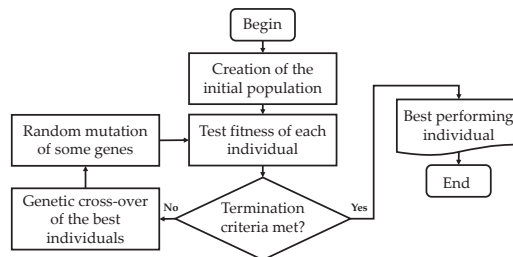 Begin
Creation of the
initial population
Test fitness of each
individual
Random mutation
of some genes
Genetic cross-over
of the best
individuals
No
Termination
criteria met?
Yes
Best performing
individual
End